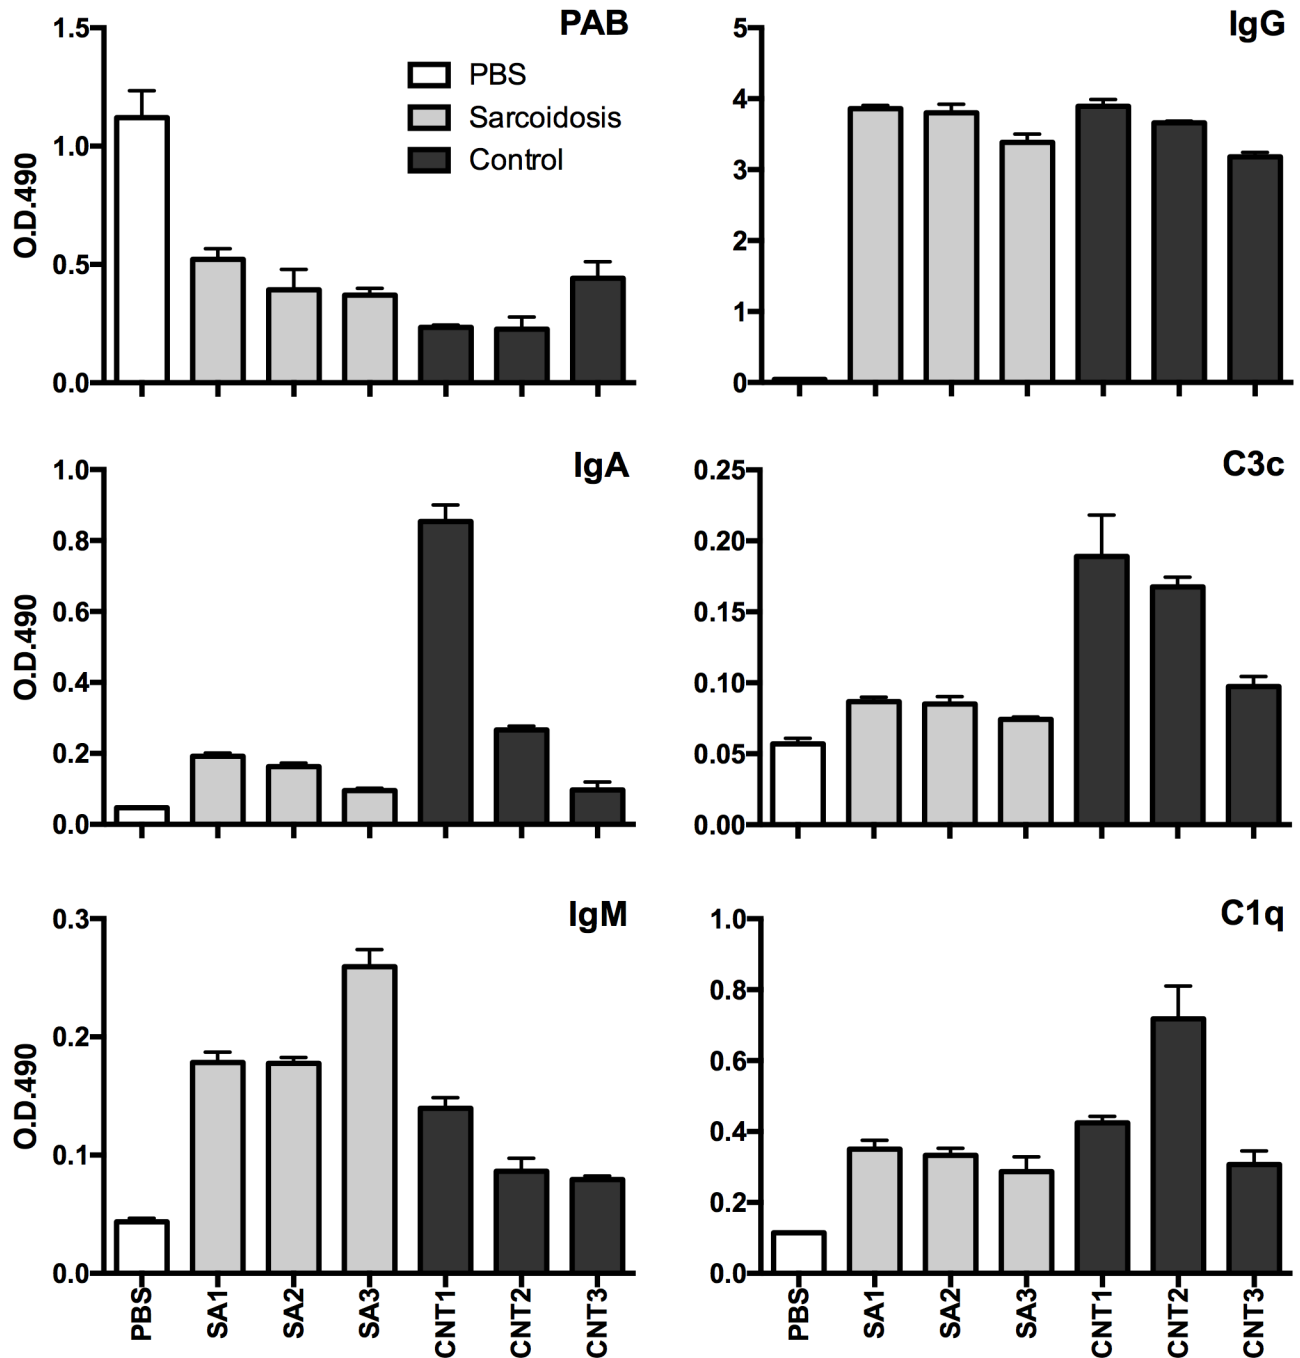 PAB
1.5
1.0
0.5
0.0
O.D.490
PBS
Sarcoidosis
Control
IgG
5
4
3
2
1
0
IgA
1.0
0.8
0.6
0.4
0.2
0.0
O.D.490
C3c
0.25
0.20
0.15
0.10
0.05
0.00
IgM
0.3
0.2
0.1
0.0
O.D.490
PBS
SA1
SA2
SA3
CNT1
CNT2
CNT3
C1q
1.0
0.8
0.6
0.4
0.2
0.0
PBS
SA1
SA2
SA3
CNT1
CNT2
CNT3